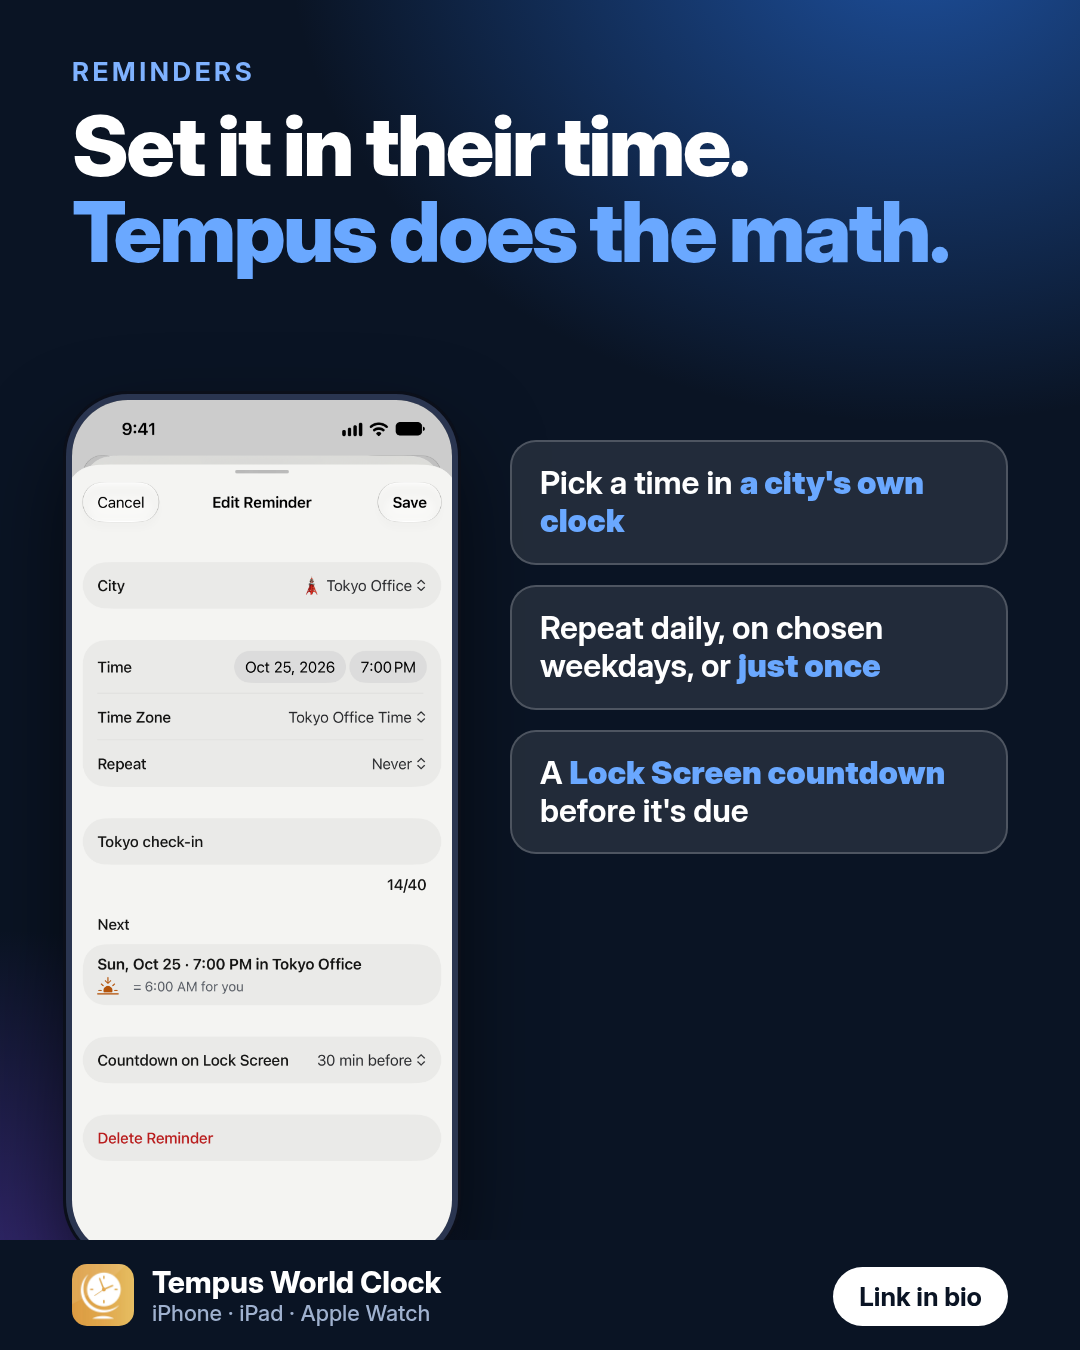 REMINDERS
Set it in their time.
Tempus does the math.
9:41
Cancel
Edit Reminder
Save
City
Tokyo Office
Time
Oct 25, 2026
7:00 PM
Time Zone
Tokyo Office Time
Repeat
Never
Tokyo check-in
14/40
Next
Sun, Oct 25 · 7:00 PM in Tokyo Office
= 6:00 AM for you
Countdown on Lock Screen
30 min before
Delete Reminder
Pick a time in a city's own
clock
Repeat daily, on chosen
weekdays, or just once
A Lock Screen countdown
before it's due
Tempus World Clock
iPhone · iPad · Apple Watch
Link in bio